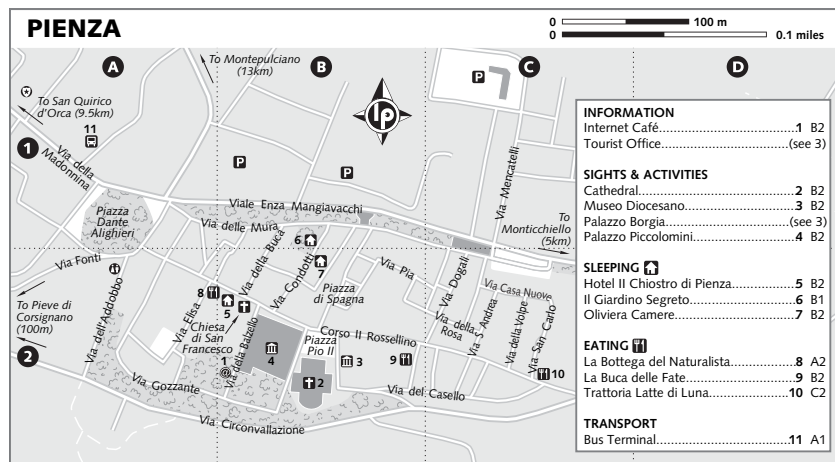 PIENZA
0 100 m
0 0.1 miles
A
B
C
D
1
2
To Montepulciano
(13km)
To San Quirico
d'Orca (9.5km)
11
Via della
Madonnina
P
P
P
lp
Via Mencatelli
Viale Enza Mangiavacchi
Piazza
Dante
Alighieri
Via delle Mura
To
Monticchiello
(5km)
Via Fonti
Via della Buca
6
7
Via Condotti
Piazza
di Spagna
Via Pia
Via Dogali
Via Casa Nuove
To Pieve di
Corsignano
(100m)
Via dell'Addobbo
8
5
Via Elisa
Chiesa
di San
Francesco
Via della Balzello
1
@
4
Piazza
Pio II
Corso Il Rossellino
3
9
2
Via della
Rosa
Via S Andrea
Via della Volpe
Via San Carlo
10
Via Gozzante
Via del Casello
Via Circonvallazione
INFORMATION
Internet Café 1 B2
Tourist Office (see 3)
SIGHTS & ACTIVITIES
Cathedral 2 B2
Museo Diocesano 3 B2
Palazzo Borgia (see 3)
Palazzo Piccolomini 4 B2
SLEEPING
Hotel Il Chiostro di Pienza 5 B2
Il Giardino Segreto 6 B1
Oliviera Camere 7 B2
EATING
La Bottega del Naturalista 8 A2
La Buca delle Fate 9 B2
Trattoria Latte di Luna 10 C2
TRANSPORT
Bus Terminal 11 A1